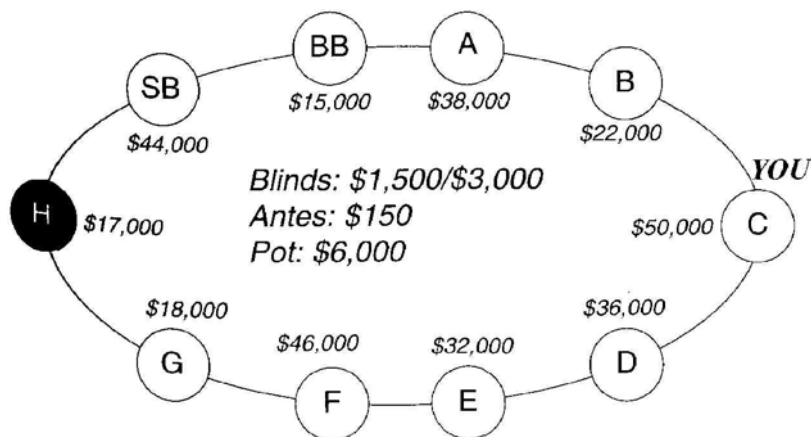 BB
A
SB
B
$15,000
$38,000
$44,000
$22,000
YOU
Blinds: $1,500/$3,000
Antes: $150
Pot: $6,000
H
$17,000
$50,000
C
$18,000
$46,000
$32,000
$36,000
G
F
E
D